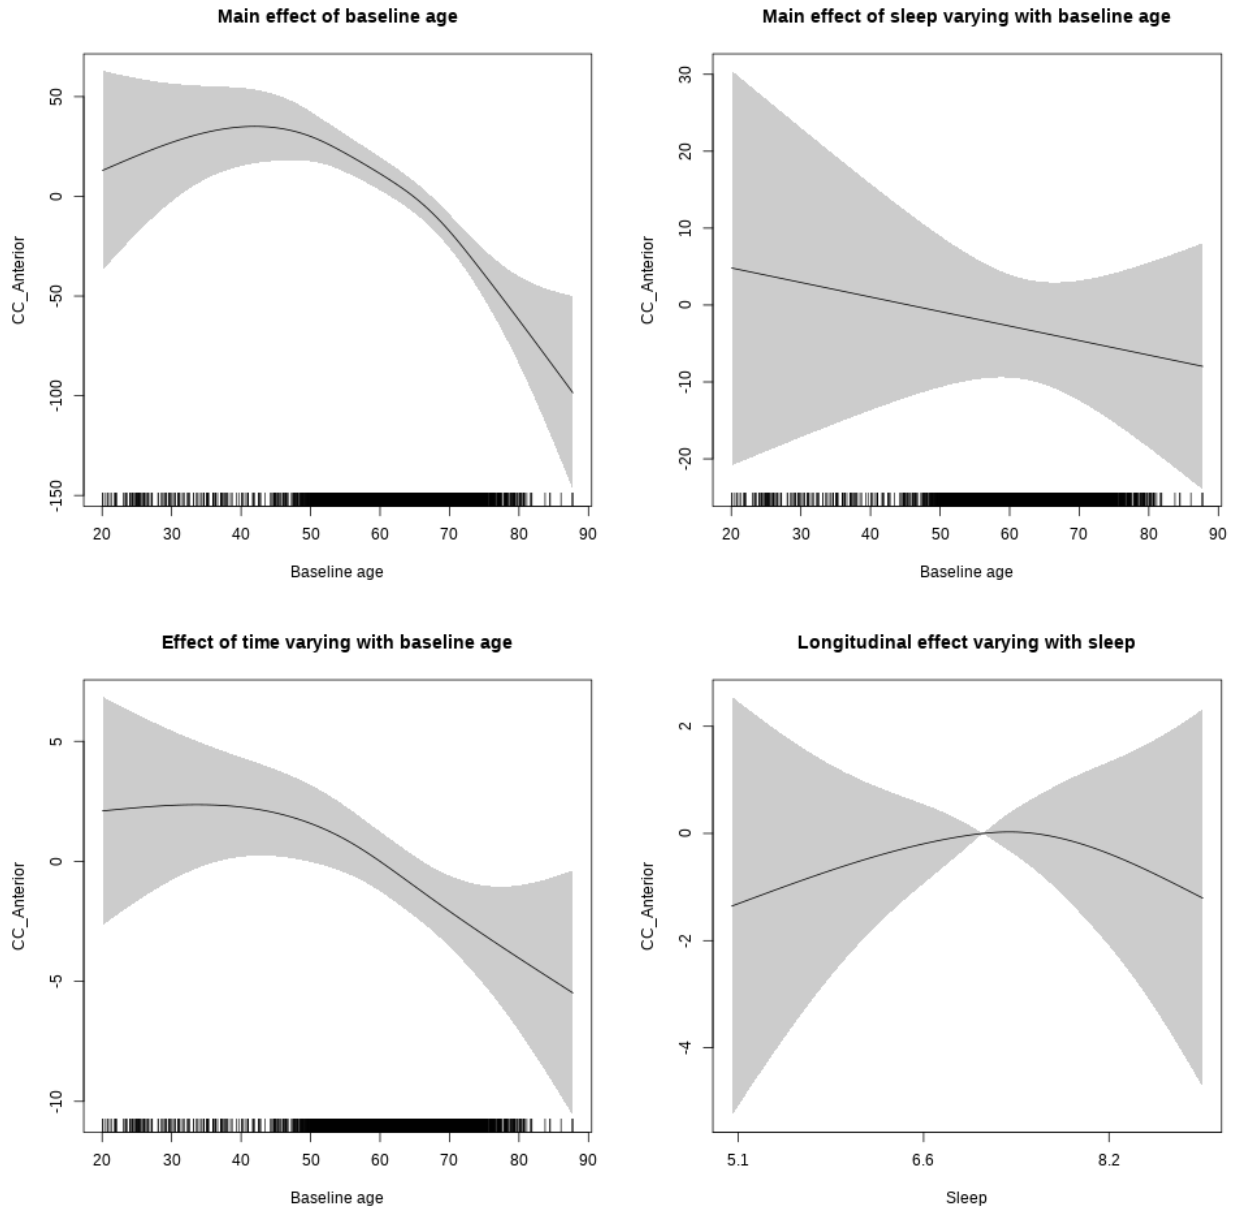 Main effect of baseline age
CC_Anterior
50
0
-50
-100
-150
20 30 40 50 60 70 80 90
Baseline age
Main effect of sleep varying with baseline age
CC_Anterior
30
20
10
0
-10
-20
20 30 40 50 60 70 80 90
Baseline age
Effect of time varying with baseline age
CC_Anterior
5
0
-5
-10
20 30 40 50 60 70 80 90
Baseline age
Longitudinal effect varying with sleep
CC_Anterior
2
0
-2
-4
5.1 6.6 8.2
Sleep